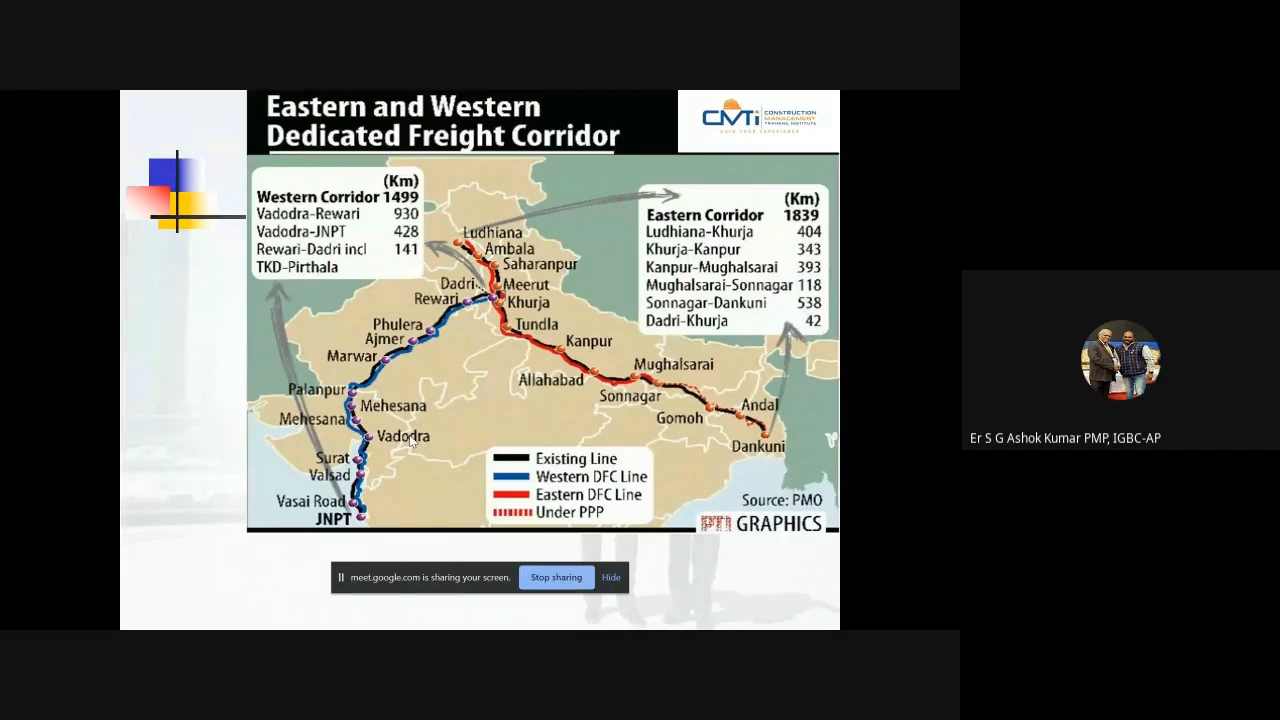 Eastern and Western
Dedicated Freight Corridor
CMTi CONSTRUCTION
MANAGEMENT
TRAINING INSTITUTE
GAIN YOUR EXPERIENCE
(Km)
Western Corridor 1499
Vadodra-Rewari 930
Vadodra-JNPT 428
Rewari-Dadri incl 141
TKD-Pirthala
(Km)
Eastern Corridor 1839
Ludhiana-Khurja 404
Khurja-Kanpur 343
Kanpur-Mughalsarai 393
Mughalsarai-Sonnagar 118
Sonnagar-Dankuni 538
Dadri-Khurja 42
Ludhiana
Ambala
Saharanpur
Dadri
Meerut
Rewari
Khurja
Phulera
Tundla
Ajmer
Kanpur
Marwar
Mughalsarai
Allahabad
Palanpur
Sonnagar
Mehesana
Andal
Mehesana
Gomoh
Vadodra
Dankuni
Surat
Valsad
Vasai Road
JNPT
Existing Line
Western DFC Line
Eastern DFC Line
Under PPP
Source: PMO
PTI GRAPHICS
meet.google.com is sharing your screen. Stop sharing Hide
Er S G Ashok Kumar PMP, IGBC-AP